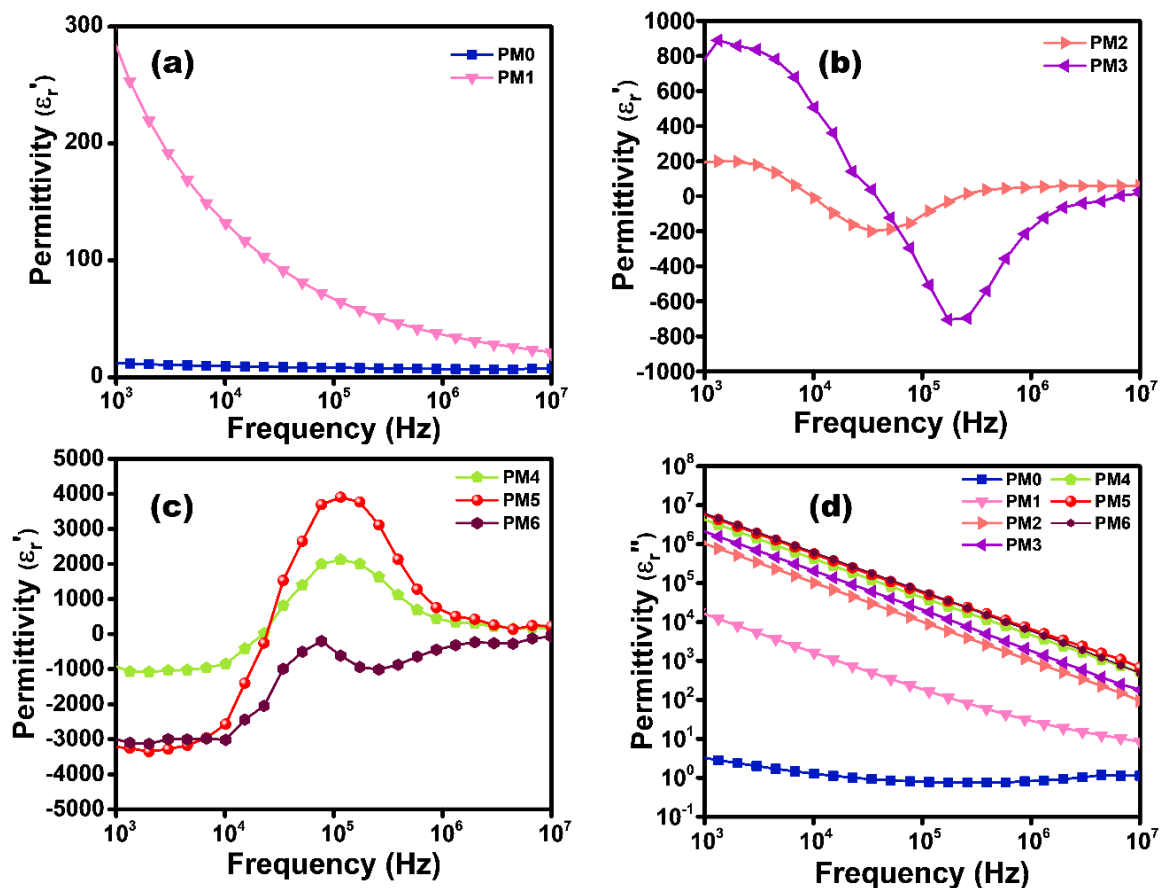 (a)
PM0
PM1
300
200
100
0
10³ 10⁴ 10⁵ 10⁶ 10⁷
Permittivity (εr')
Frequency (Hz)
(b)
PM2
PM3
1000
800
600
400
200
0
-200
-400
-600
-800
-1000
10³ 10⁴ 10⁵ 10⁶ 10⁷
Permittivity (εr')
Frequency (Hz)
(c)
PM4
PM5
PM6
5000
4000
3000
2000
1000
0
-1000
-2000
-3000
-4000
-5000
10³ 10⁴ 10⁵ 10⁶ 10⁷
Permittivity (εr')
Frequency (Hz)
(d)
PM0 PM4
PM1 PM5
PM2 PM6
PM3
10⁸
10⁷
10⁶
10⁵
10⁴
10³
10²
10¹
10⁰
10⁻¹
10³ 10⁴ 10⁵ 10⁶ 10⁷
Permittivity (εr'')
Frequency (Hz)